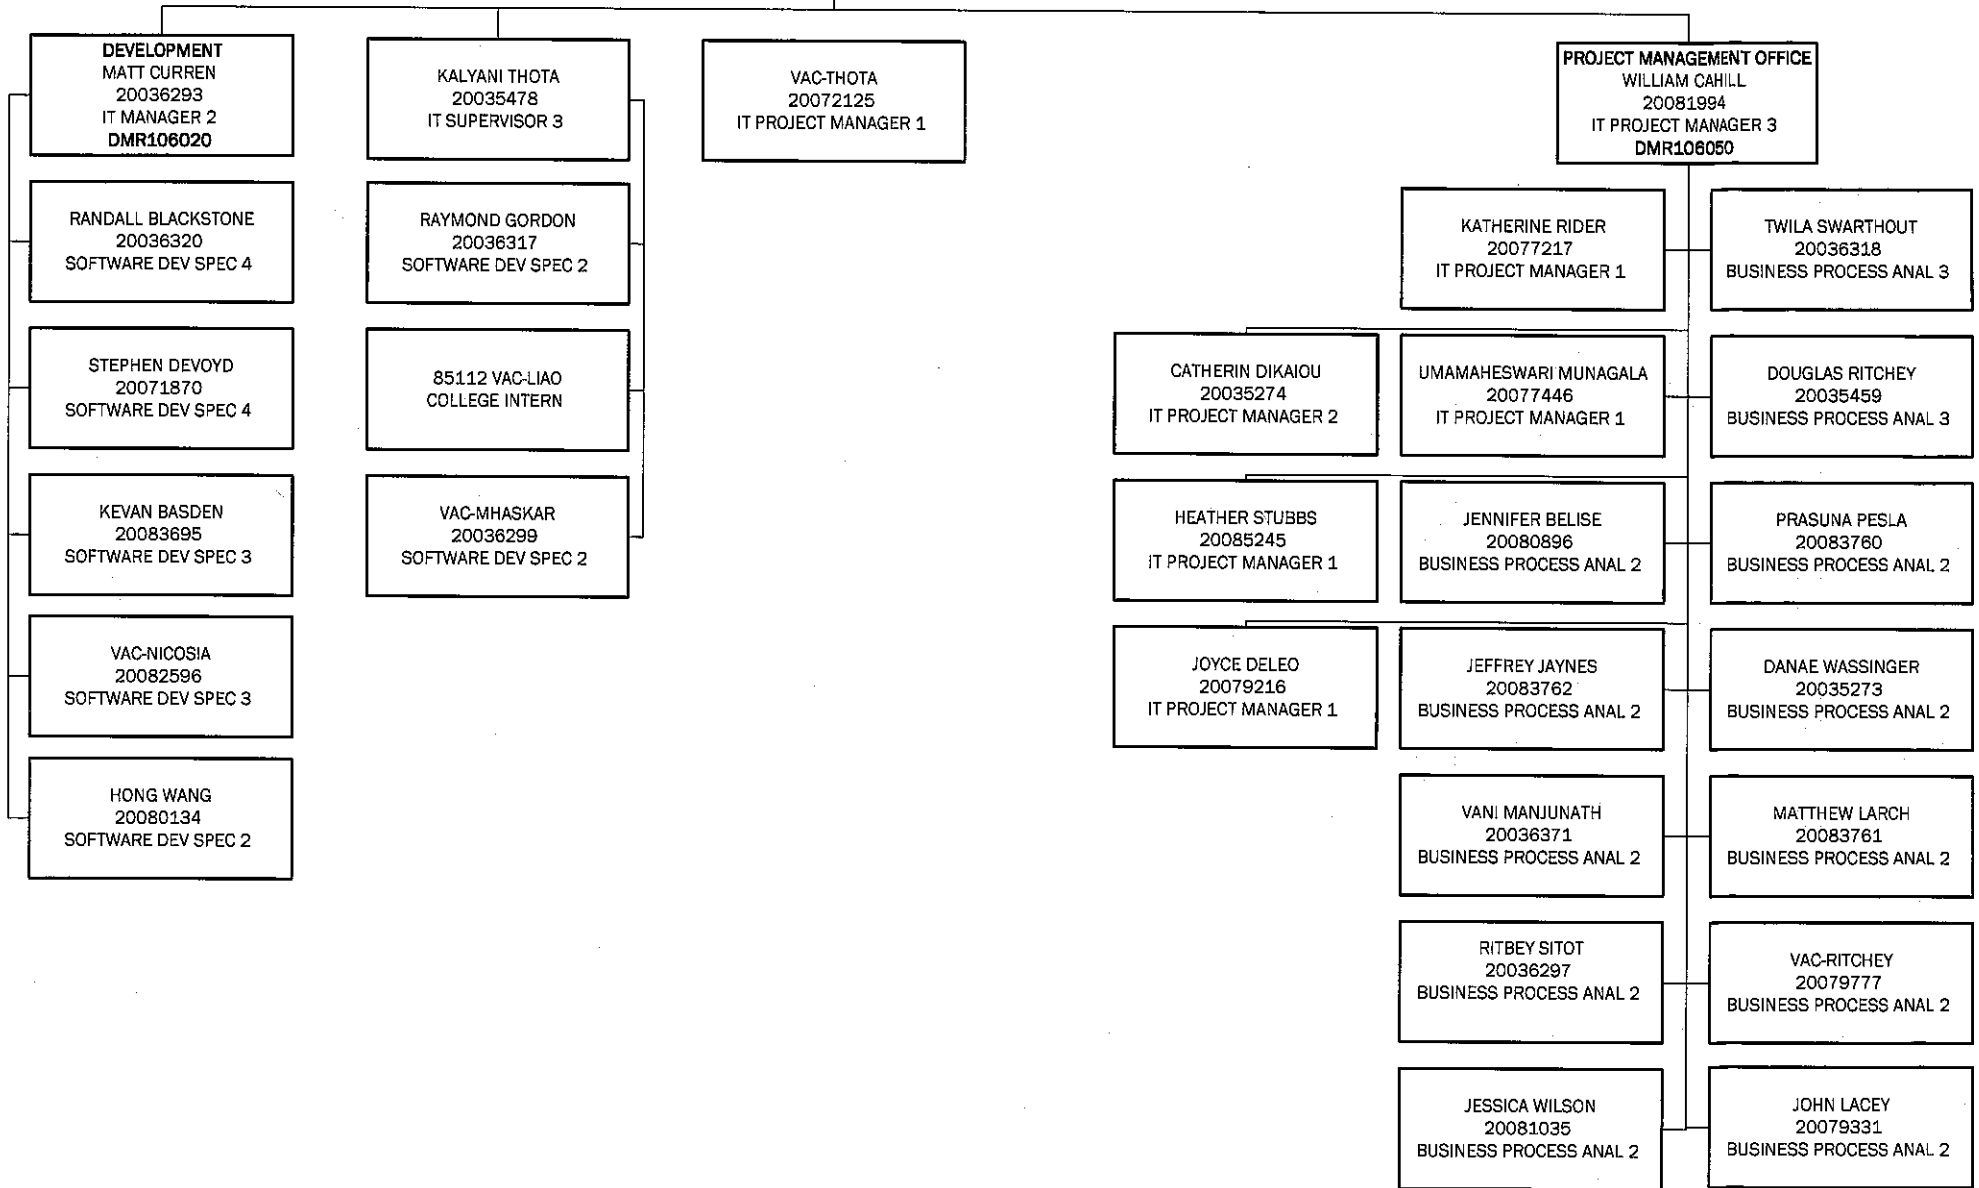 DEVELOPMENT
MATT CURREN
20036293
IT MANAGER 2
DMR106020
RANDALL BLACKSTONE
20036320
SOFTWARE DEV SPEC 4
STEPHEN DEVOYD
20071870
SOFTWARE DEV SPEC 4
KEVAN BASDEN
20083695
SOFTWARE DEV SPEC 3
VAC-NICOSIA
20082596
SOFTWARE DEV SPEC 3
HONG WANG
20080134
SOFTWARE DEV SPEC 2
KALYANI THOTA
20035478
IT SUPERVISOR 3
RAYMOND GORDON
20036317
SOFTWARE DEV SPEC 2
85112 VAC-LIAO
COLLEGE INTERN
VAC-MHASKAR
20036299
SOFTWARE DEV SPEC 2
VAC-THOTA
20072125
IT PROJECT MANAGER 1
PROJECT MANAGEMENT OFFICE
WILLIAM CAHILL
20081994
IT PROJECT MANAGER 3
DMR106050
KATHERINE RIDER
20077217
IT PROJECT MANAGER 1
TWILA SWARTHOUT
20036318
BUSINESS PROCESS ANAL 3
CATHERIN DIKAIOU
20035274
IT PROJECT MANAGER 2
UMAMAHESWARI MUNAGALA
20077446
IT PROJECT MANAGER 1
DOUGLAS RITCHEY
20035459
BUSINESS PROCESS ANAL 3
HEATHER STUBBS
20085245
IT PROJECT MANAGER 1
JENNIFER BELISE
20080896
BUSINESS PROCESS ANAL 2
PRASUNA PESLA
20083760
BUSINESS PROCESS ANAL 2
JOYCE DELEO
20079216
IT PROJECT MANAGER 1
JEFFREY JAYNES
20083762
BUSINESS PROCESS ANAL 2
DANAE WASSINGER
20035273
BUSINESS PROCESS ANAL 2
VANI MANJUNATH
20036371
BUSINESS PROCESS ANAL 2
MATTHEW LARCH
20083761
BUSINESS PROCESS ANAL 2
RITBEY SITOT
20036297
BUSINESS PROCESS ANAL 2
VAC-RITCHEY
20079777
BUSINESS PROCESS ANAL 2
JESSICA WILSON
20081035
BUSINESS PROCESS ANAL 2
JOHN LACEY
20079331
BUSINESS PROCESS ANAL 2